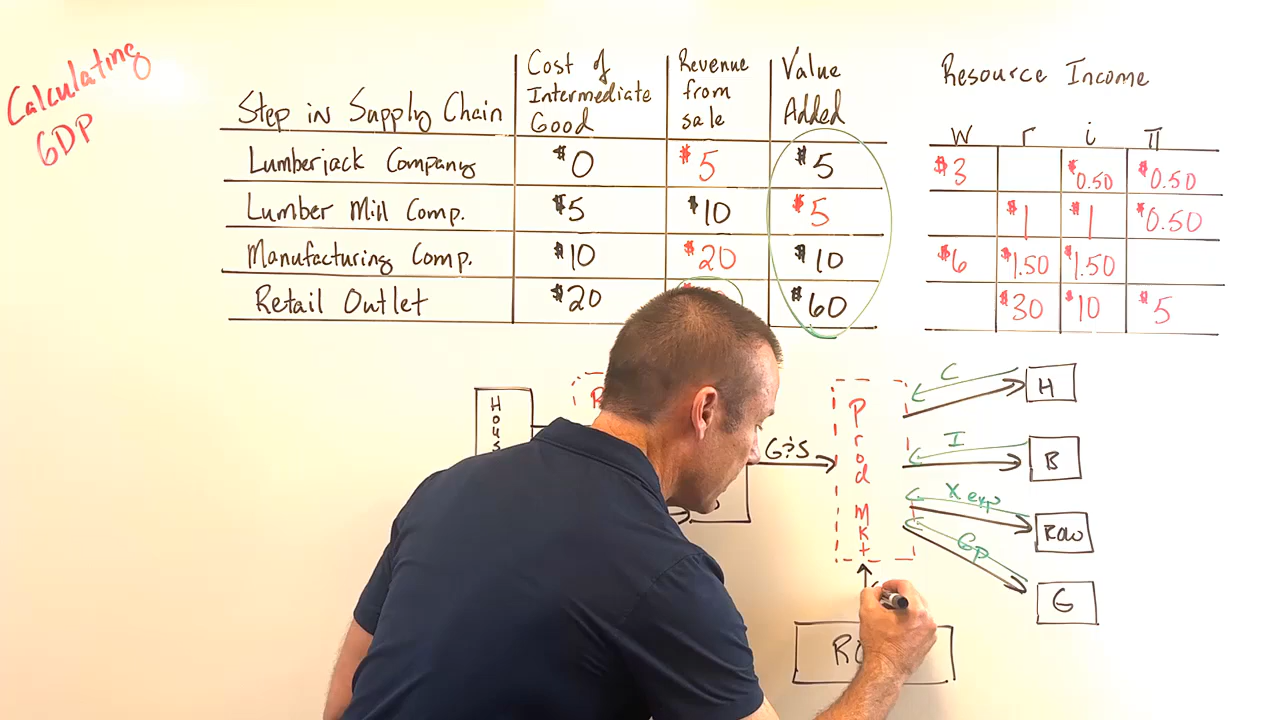 Calculating
GDP
Step in Supply Chain
Cost of
Intermediate
Good
Revenue
from
sale
Value
Added
Resource Income
w r i π
Lumberjack Company $0 $5 $5 $3 $0.50 $0.50
Lumber Mill Comp. $5 $10 $5 $1 $1 $0.50
Manufacturing Comp. $10 $20 $10 $6 $1.50 $1.50
Retail Outlet $20 $60 $30 $10 $5
Hous
G&S
Prod
Mkt
C
H
I
B
X exp
ROW
Gp
G